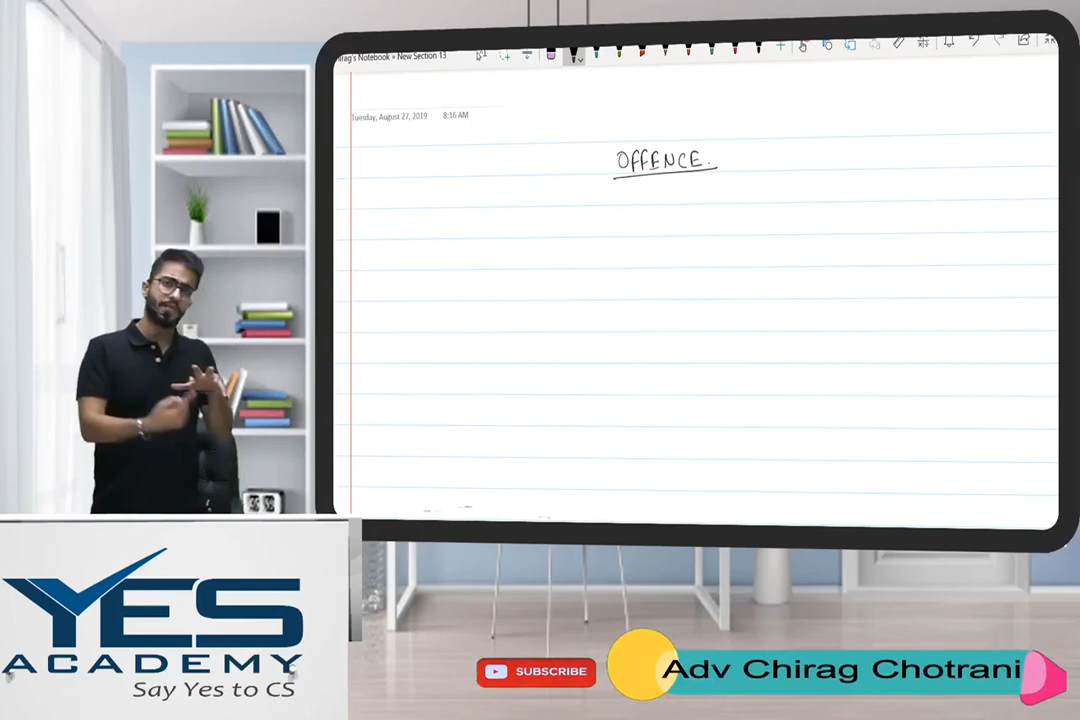 irag's Notebook » New Section 13
Tuesday, August 27, 2019 8:16 AM
OFFENCE.
YES
ACADEMY
Say Yes to CS
SUBSCRIBE
Adv Chirag Chotrani